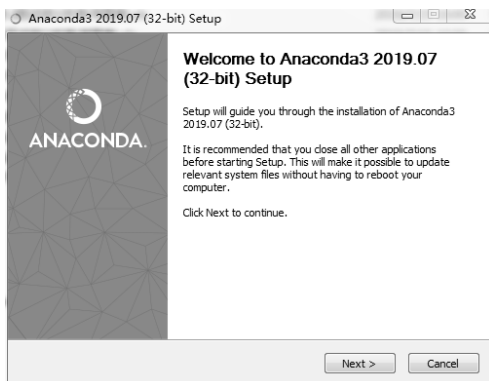 Anaconda3 2019.07 (32-bit) Setup
Welcome to Anaconda3 2019.07
(32-bit) Setup
ANACONDA.
Setup will guide you through the installation of Anaconda3
2019.07 (32-bit).
It is recommended that you close all other applications
before starting Setup. This will make it possible to update
relevant system files without having to reboot your
computer.
Click Next to continue.
Next >
Cancel